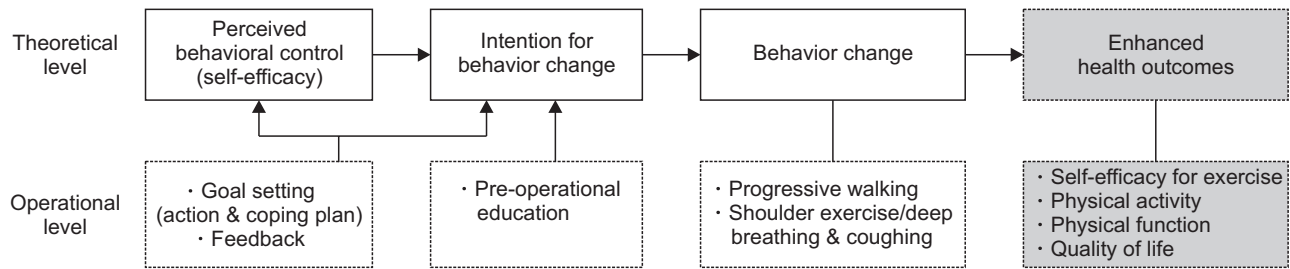 Theoretical
level
Perceived
behavioral control
(self-efficacy)
Intention for
behavior change
Behavior change
Enhanced
health outcomes
Operational
level
· Goal setting
(action & coping plan)
· Feedback
· Pre-operational
education
· Progressive walking
· Shoulder exercise/deep
breathing & coughing
· Self-efficacy for exercise
· Physical activity
· Physical function
· Quality of life